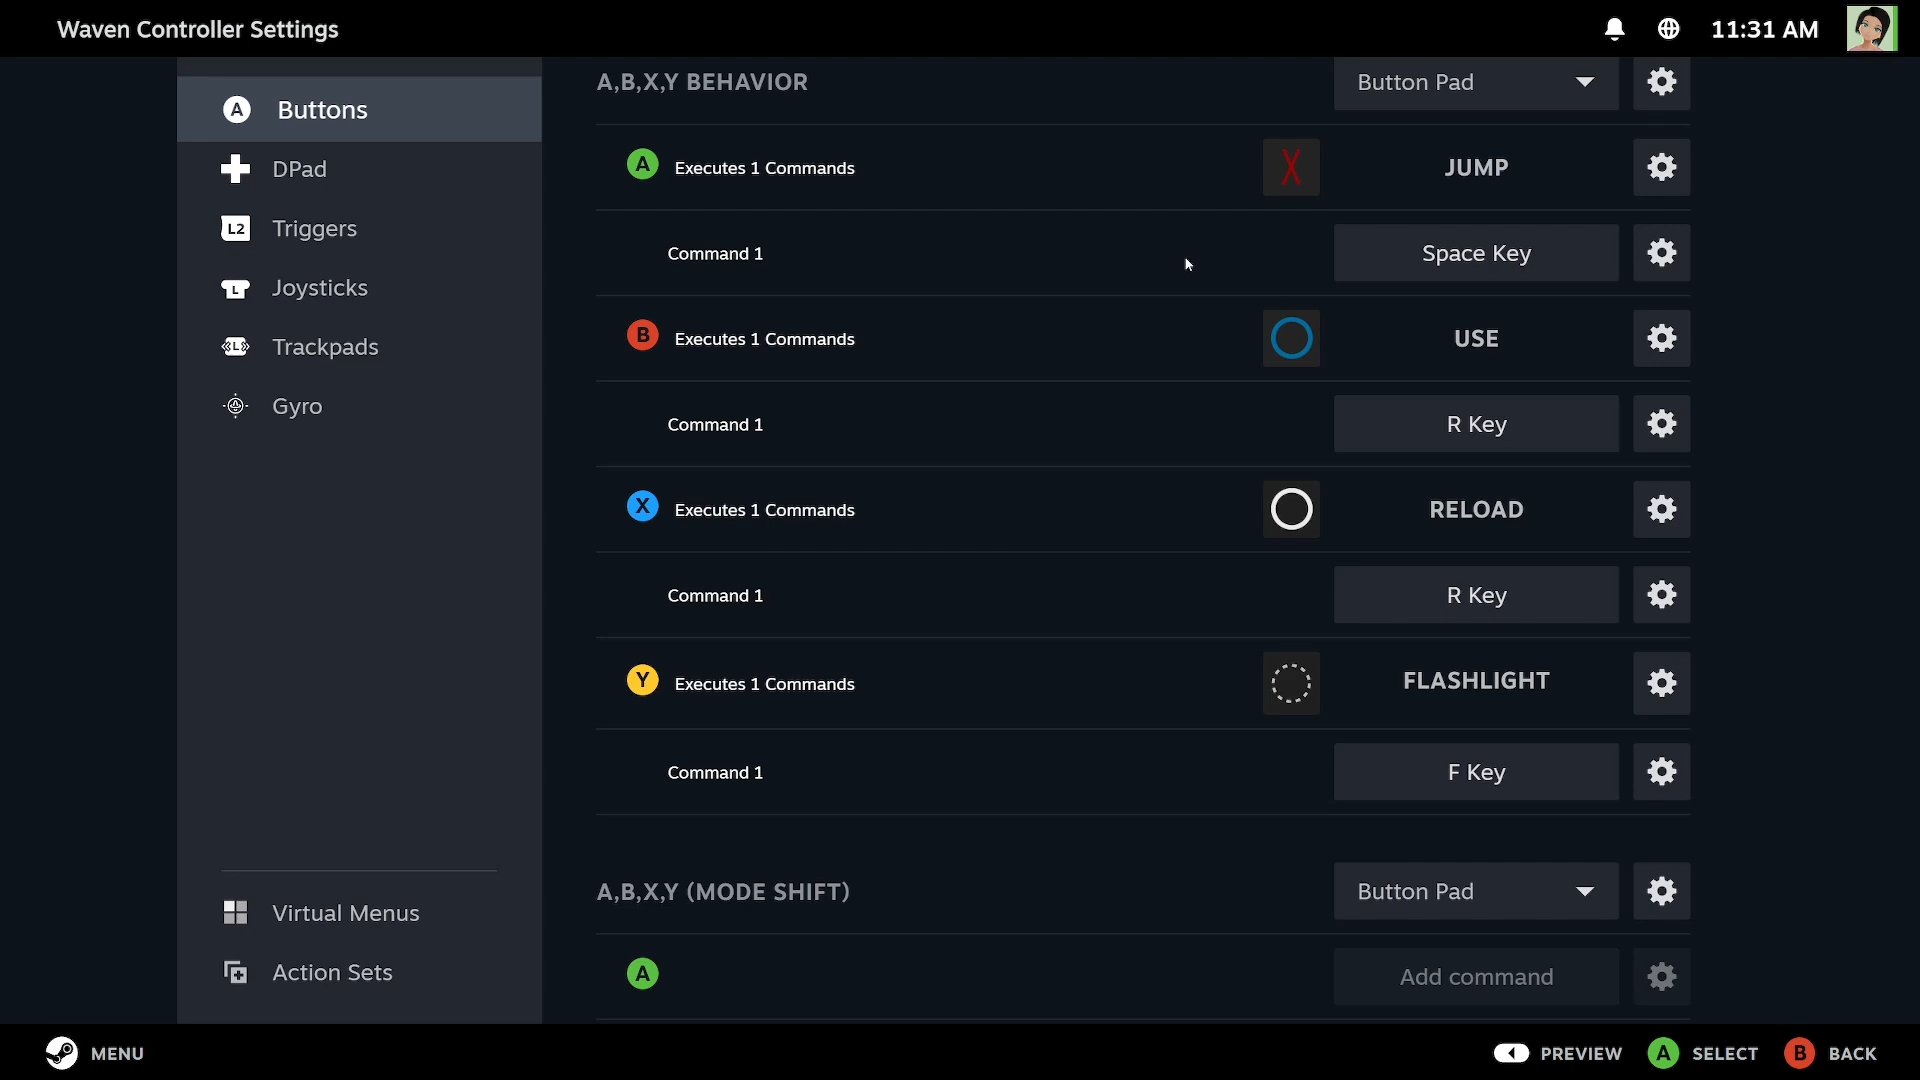 Waven Controller Settings
11:31 AM
A Buttons
DPad
L2 Triggers
L Joysticks
L Trackpads
Gyro
Virtual Menus
Action Sets
A,B,X,Y BEHAVIOR
Button Pad
A Executes 1 Commands
JUMP
Command 1
Space Key
B Executes 1 Commands
USE
Command 1
R Key
X Executes 1 Commands
RELOAD
Command 1
R Key
Y Executes 1 Commands
FLASHLIGHT
Command 1
F Key
A,B,X,Y (MODE SHIFT)
Button Pad
A
Add command
MENU
PREVIEW
A SELECT
B BACK